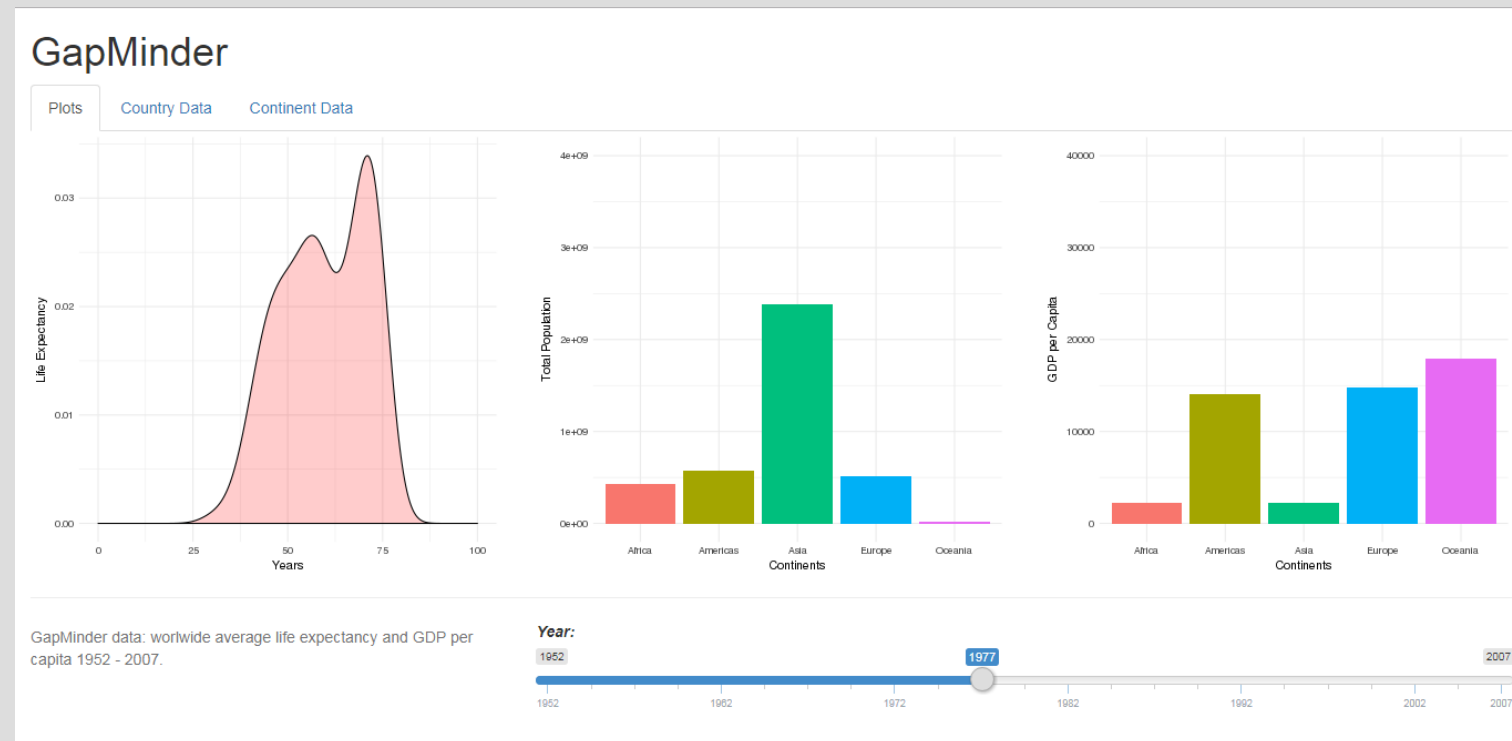 GapMinder
Plots Country Data Continent Data
Life Expectancy
0.03
0.02
0.01
0.00
0 25 50 75 100
Years
Total Population
4e+09
3e+09
2e+09
1e+09
0e+00
Africa Americas Asia Europe Oceania
Continents
GDP per Capita
40000
30000
20000
10000
0
Africa Americas Asia Europe Oceania
Continents
GapMinder data: worlwide average life expectancy and GDP per
capita 1952 - 2007.
Year:
1952 1977 2007
1952 1962 1972 1982 1992 2002 2007